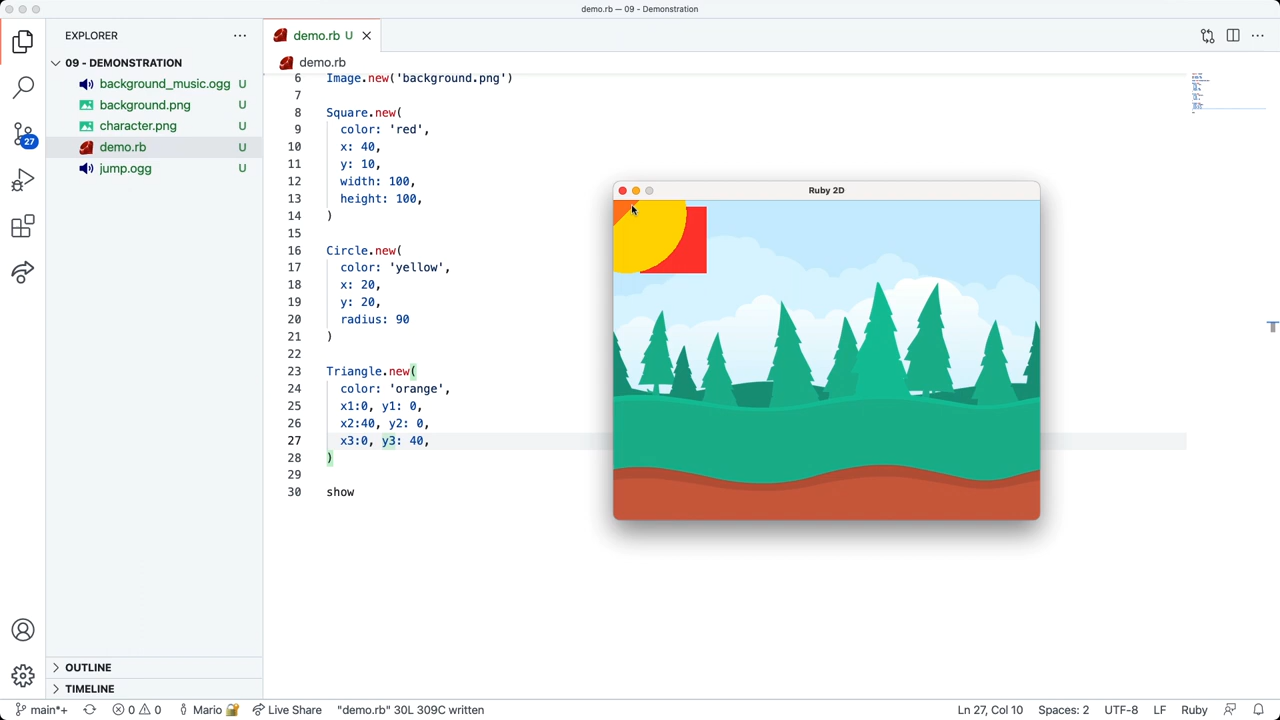 demo.rb — 09 - Demonstration
EXPLORER
09 - DEMONSTRATION
background_music.ogg U
background.png U
character.png U
demo.rb U
jump.ogg U
27
OUTLINE
TIMELINE
demo.rb U
demo.rb
6 Image.new('background.png')
7
8 Square.new(
9 color: 'red',
10 x: 40,
11 y: 10,
12 width: 100,
13 height: 100,
14 )
15
16 Circle.new(
17 color: 'yellow',
18 x: 20,
19 y: 20,
20 radius: 90
21 )
22
23 Triangle.new(
24 color: 'orange',
25 x1:0, y1: 0,
26 x2:40, y2: 0,
27 x3:0, y3: 40,
28 )
29
30 show
Ruby 2D
main*+ 0 0 Mario Live Share "demo.rb" 30L 309C written Ln 27, Col 10 Spaces: 2 UTF-8 LF Ruby